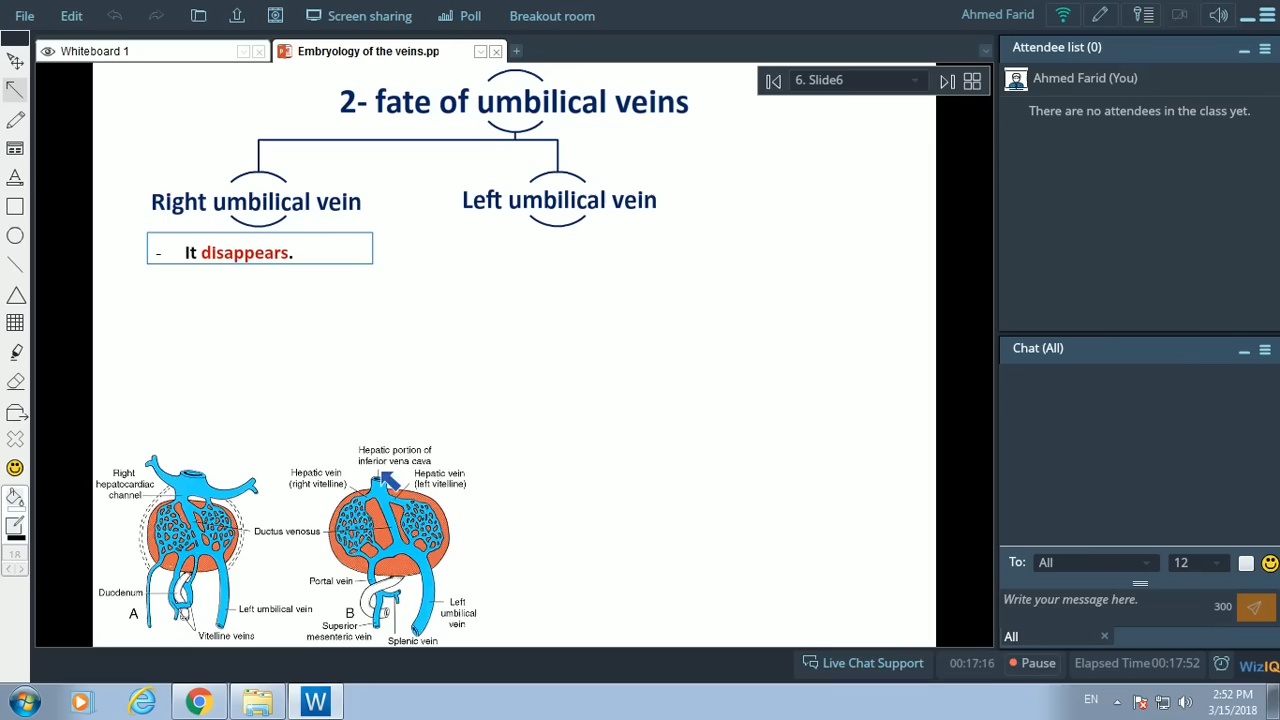 File
Edit
Screen sharing
Poll
Breakout room
Ahmed Farid
Whiteboard 1
Embryology of the veins.pp
6. Slide6
Attendee list (0)
Ahmed Farid (You)
There are no attendees in the class yet.
2- fate of umbilical veins
Right umbilical vein
Left umbilical vein
- It disappears.
Right
hepatocardiac
channel
Duodenum
A
Left umbilical vein
Vitelline veins
Ductus venosus
Hepatic portion of
inferior vena cava
Hepatic vein
(right vitelline)
Hepatic vein
(left vitelline)
Portal vein
B
Superior
mesenteric vein
Splenic vein
Left
umbilical
vein
Chat (All)
To:
All
12
Write your message here.
300
All
1R
Live Chat Support
00:17:16
Pause
Elapsed Time 00:17:52
WizIQ
W
EN
2:52 PM
3/15/2018